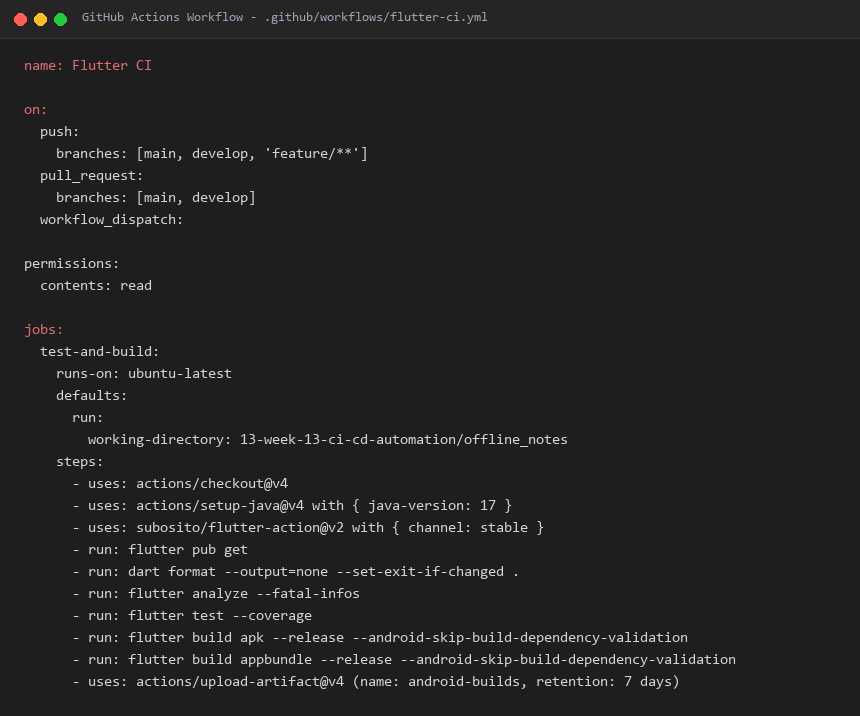 GitHub Actions Workflow - .github/workflows/flutter-ci.yml
name: Flutter CI
on:
  push:
    branches: [main, develop, 'feature/**']
  pull_request:
    branches: [main, develop]
  workflow_dispatch:
permissions:
  contents: read
jobs:
  test-and-build:
    runs-on: ubuntu-latest
    defaults:
      run:
        working-directory: 13-week-13-ci-cd-automation/offline_notes
    steps:
      - uses: actions/checkout@v4
      - uses: actions/setup-java@v4 with { java-version: 17 }
      - uses: subosito/flutter-action@v2 with { channel: stable }
      - run: flutter pub get
      - run: dart format --output=none --set-exit-if-changed .
      - run: flutter analyze --fatal-infos
      - run: flutter test --coverage
      - run: flutter build apk --release --android-skip-build-dependency-validation
      - run: flutter build appbundle --release --android-skip-build-dependency-validation
      - uses: actions/upload-artifact@v4 (name: android-builds, retention: 7 days)